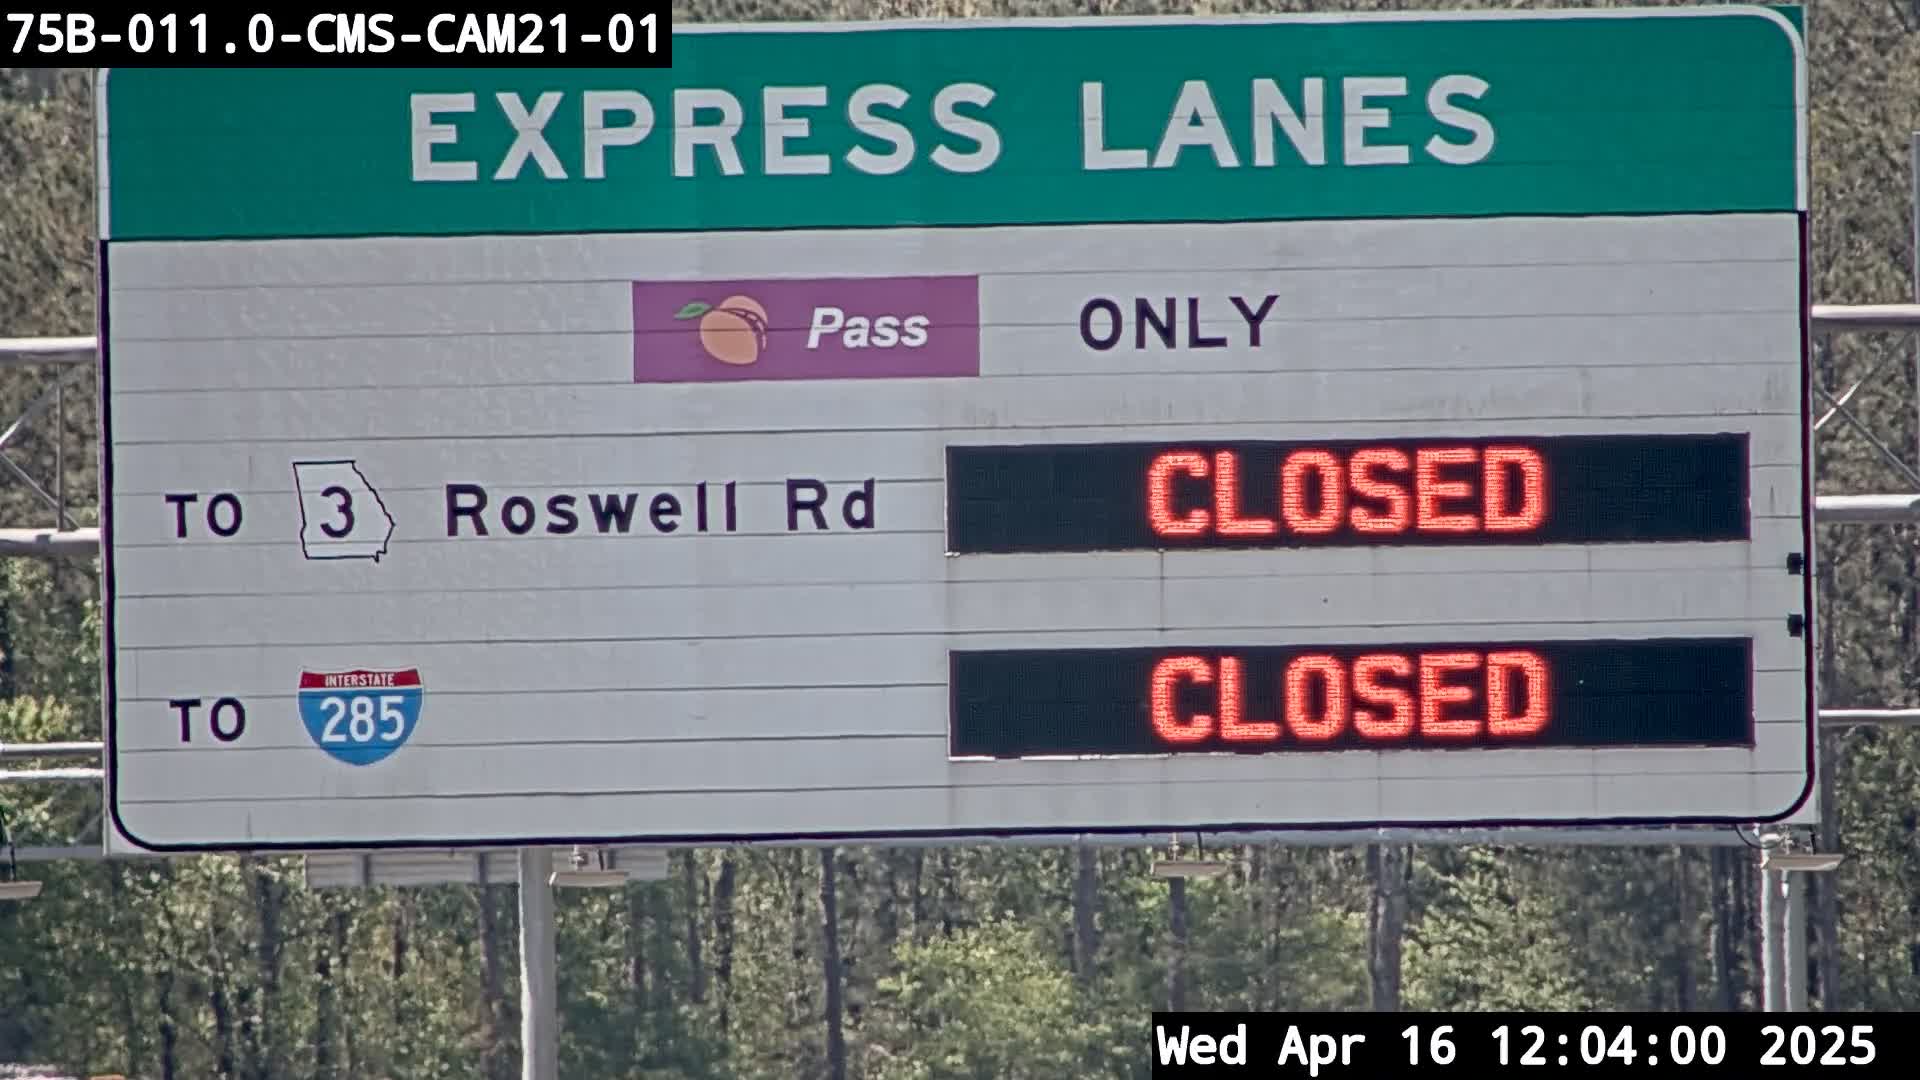 75B-011.0-CMS-CAM21-01
EXPRESS LANES
Pass ONLY
TO 3 Roswell Rd CLOSED
INTERSTATE
TO 285 CLOSED
Wed Apr 16 12:04:00 2025